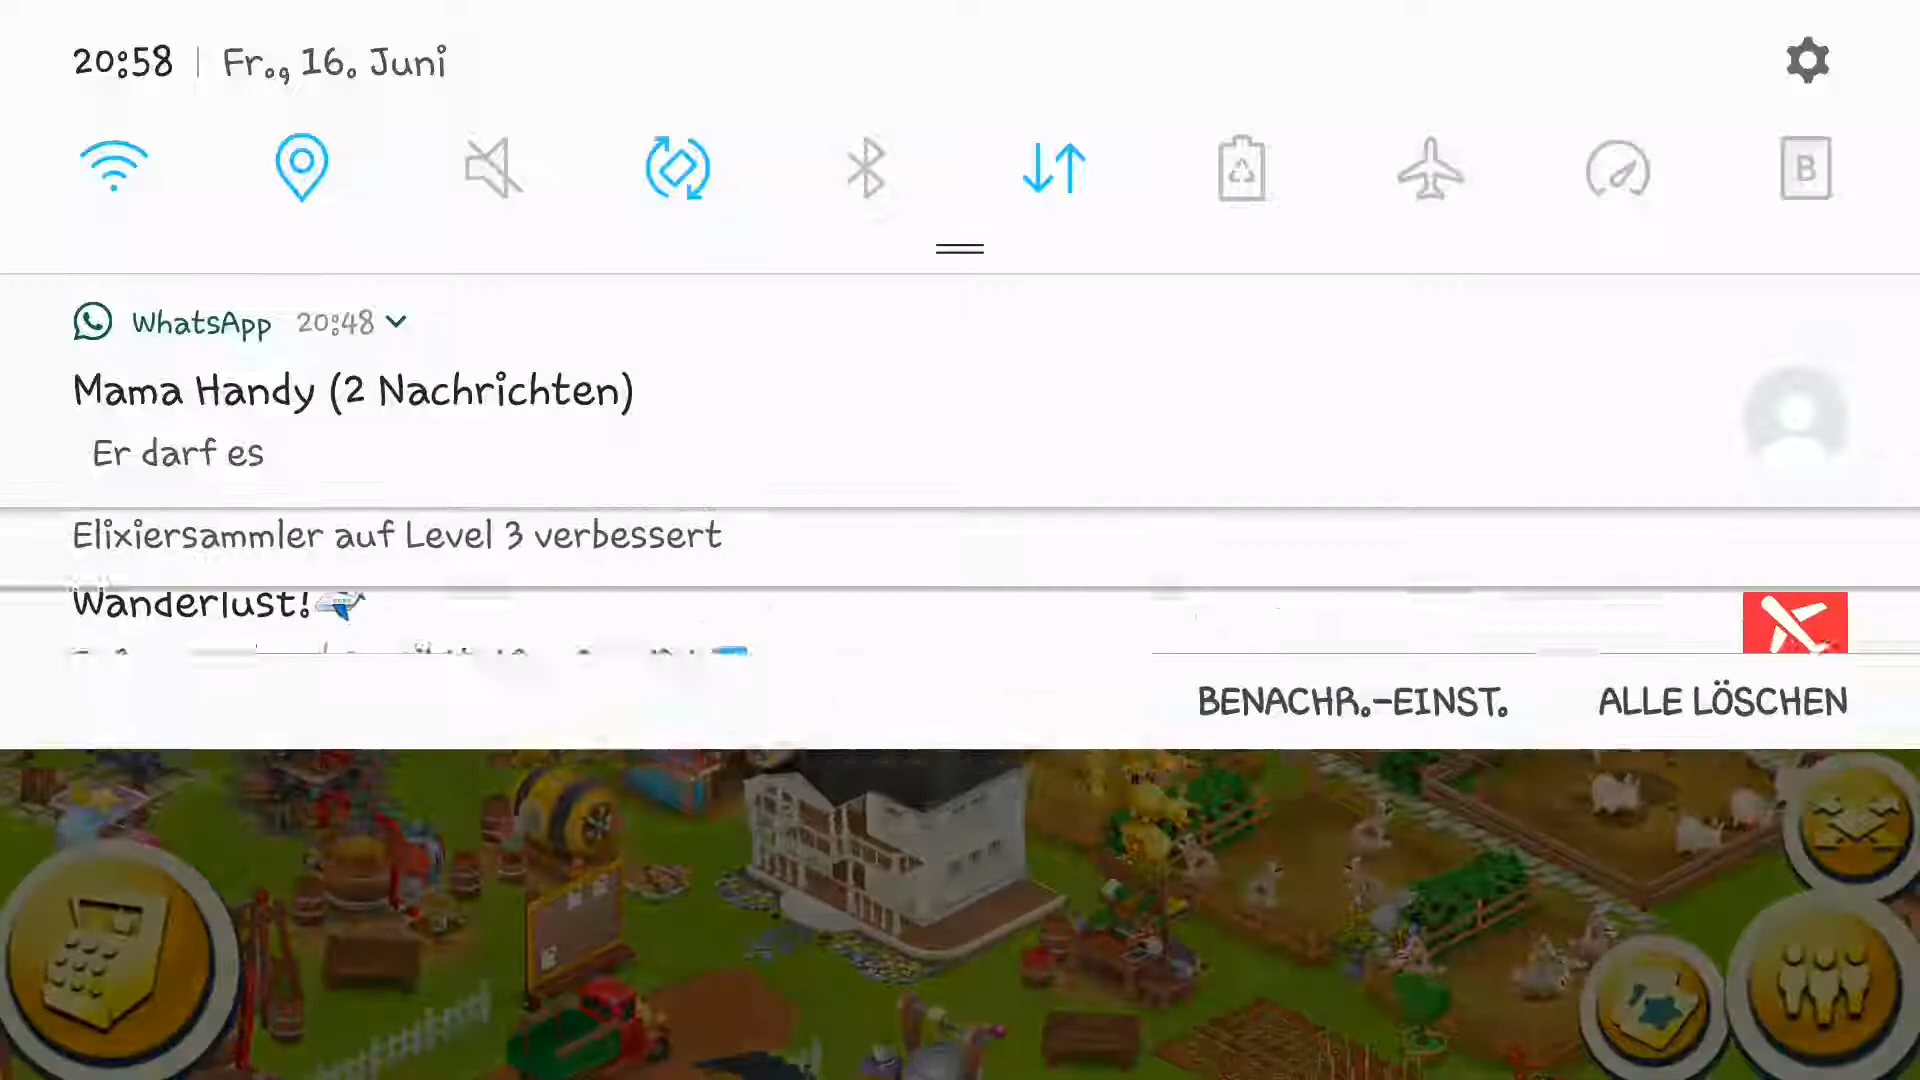 20:58 | Fr., 16. Juni
B
WhatsApp 20:48
Mama Handy (2 Nachrichten)
Er darf es
Elixiersammler auf Level 3 verbessert
Wanderlust!
BENACHR.-EINST. ALLE LÖSCHEN